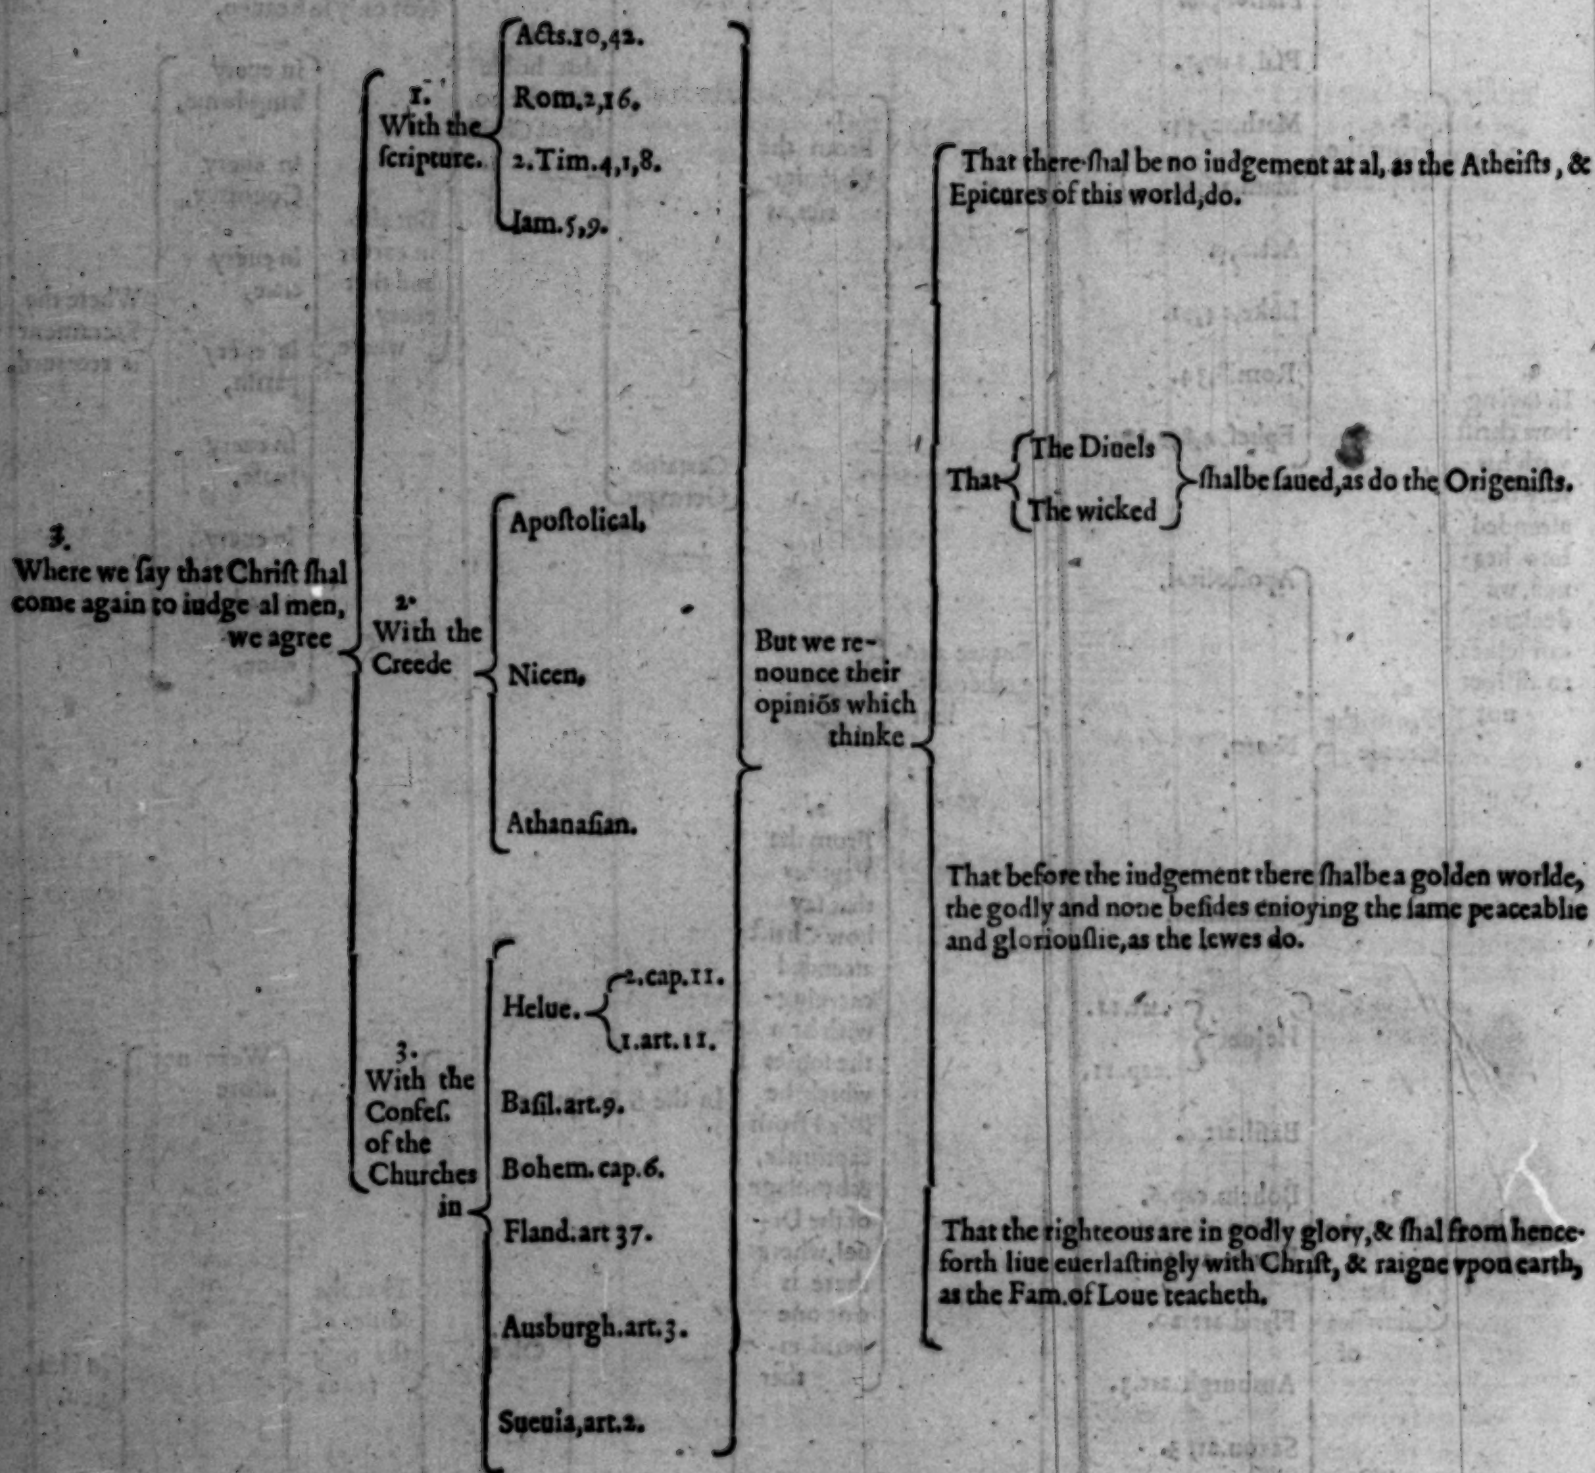 3.
Where we ſay that Chriſt ſhal
come again to iudge al men,
we agree
1.
With the
ſcripture.
Acts.10,42.
Rom.2,16.
2.Tim.4,1,8.
Iam.5,9.
2.
With the
Creede
Apoſtolical,
Nicen,
Athanaſian.
3.
With the
Confeſ.
of the
Churches
in
Helue.
2.cap.11.
1.art.11.
Baſil.art.9.
Bohem.cap.6.
Fland.art 37.
Ausburgh.art.3.
Sueuia,art.2.
But we re-
nounce their
opiniõs which
thinke
That there ſhal be no iudgement at al, as the Atheiſts, &
Epicures of this world,do.
That
The Diuels
The wicked
ſhalbe ſaued,as do the Origeniſts.
That before the iudgement there ſhalbe a golden worlde,
the godly and none beſides enioying the ſame peaceablie
and gloriouſlie,as the Iewes do.
That the righteous are in godly glory,& ſhal from hence-
forth liue euerlaſtingly with Chriſt, & raigne vpon earth,
as the Fam.of Loue teacheth.